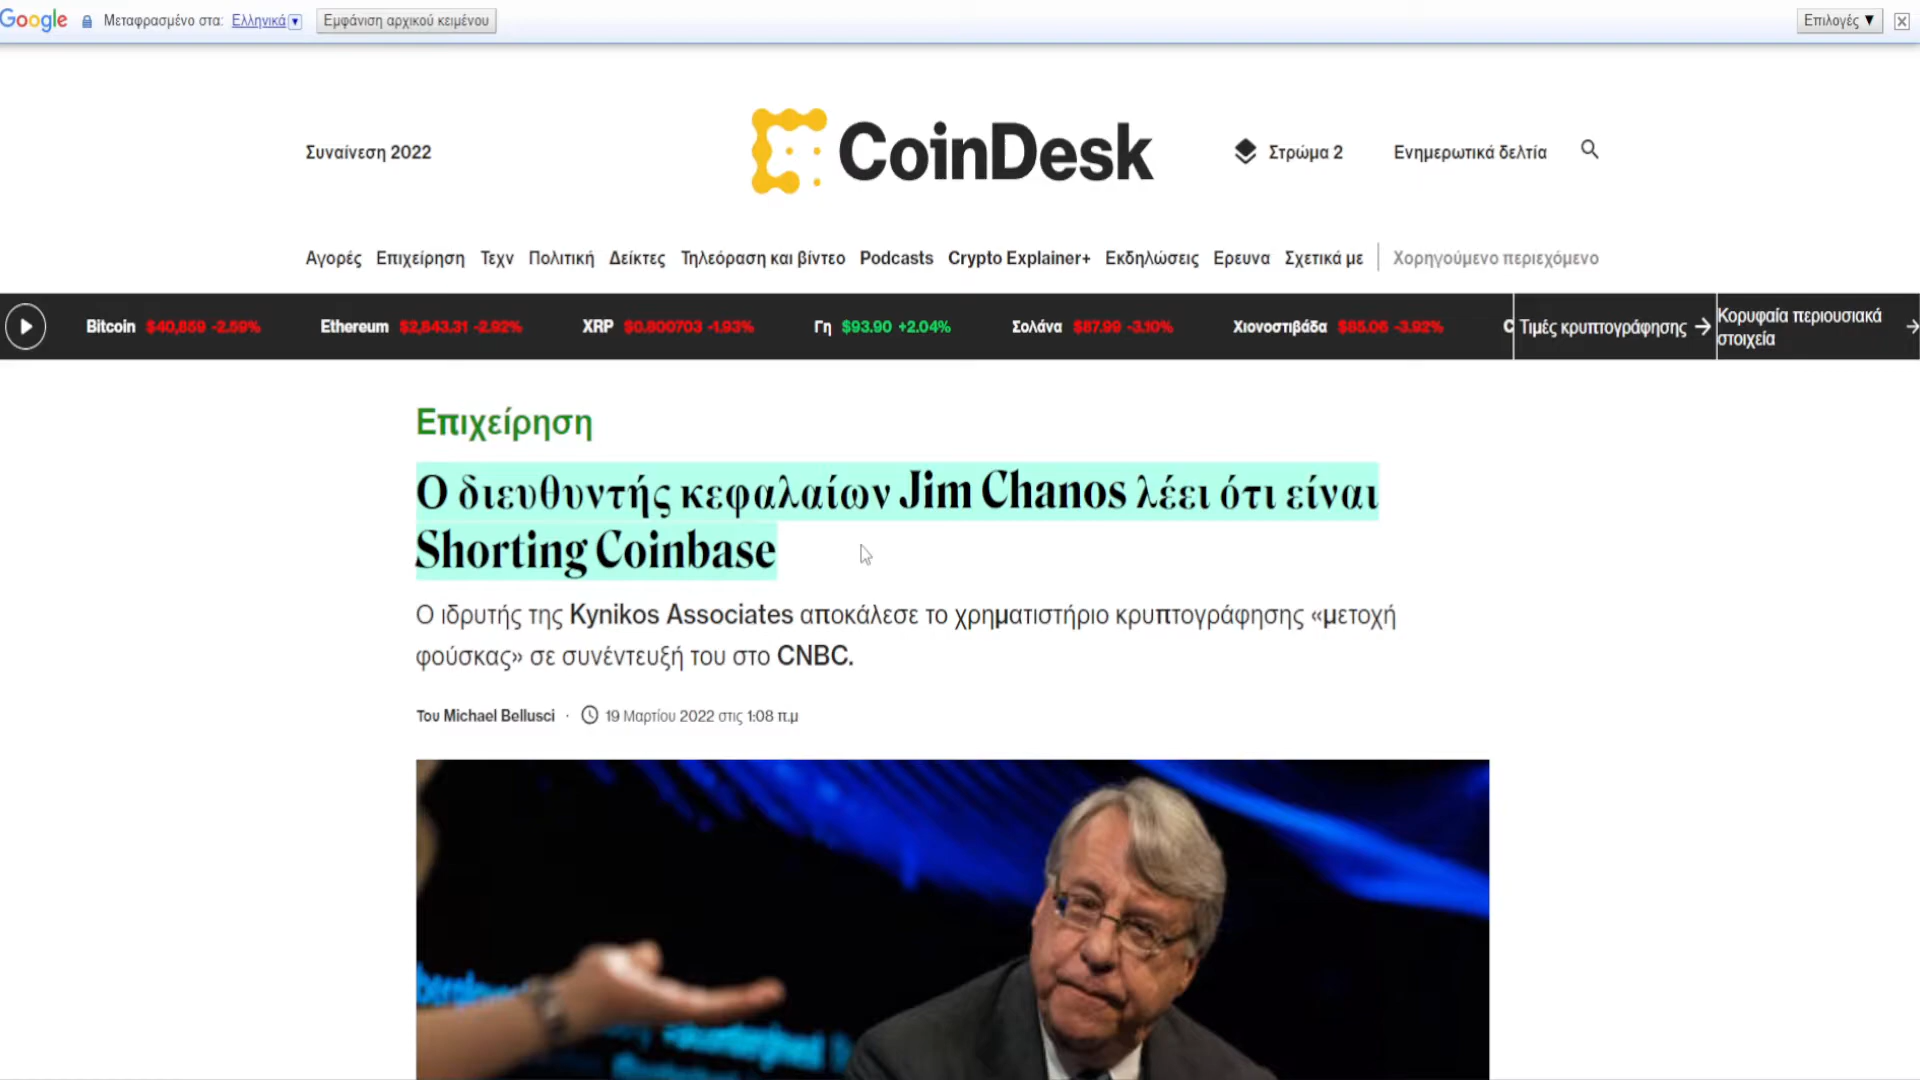 Google Μεταφρασμένο στα: Ελληνικά ▼ Εμφάνιση αρχικού κειμένου Επιλογές ▼
Συναίνεση 2022 CoinDesk Στρώμα 2 Ενημερωτικά δελτία
Αγορές Επιχείρηση Τεχν Πολιτική Δείκτες Τηλεόραση και βίντεο Podcasts Crypto Explainer+ Εκδηλώσεις Ερευνα Σχετικά με Χορηγούμενο περιεχόμενο
Bitcoin $40,859 -2.59% Ethereum $2,843.31 -2.92% XRP $0.800703 -1.93% Γη $93.90 +2.04% Σολάνα $87.99 -3.10% Χιονοστιβάδα $85.06 -3.92% C Τιμές κρυπτογράφησης → Κορυφαία περιουσιακά στοιχεία →
Επιχείρηση
Ο διευθυντής κεφαλαίων Jim Chanos λέει ότι είναι
Shorting Coinbase
Ο ιδρυτής της Kynikos Associates αποκάλεσε το χρηματιστήριο κρυπτογράφησης «μετοχή
φούσκας» σε συνέντευξή του στο CNBC.
Του Michael Bellusci · 19 Μαρτίου 2022 στις 1:08 π.μ